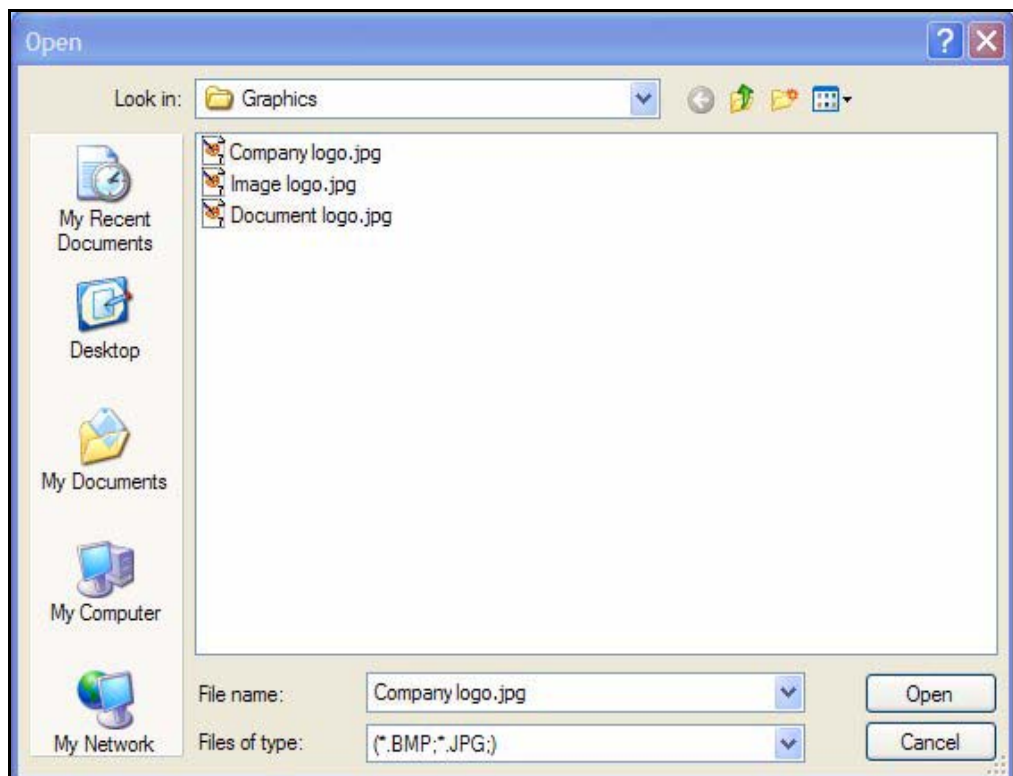 Open
Look in:
Graphics
Company logo.jpg
Image logo.jpg
Document logo.jpg
My Recent
Documents
Desktop
My Documents
My Computer
My Network
File name:
Company logo.jpg
Open
Files of type:
(*.BMP;*.JPG;)
Cancel